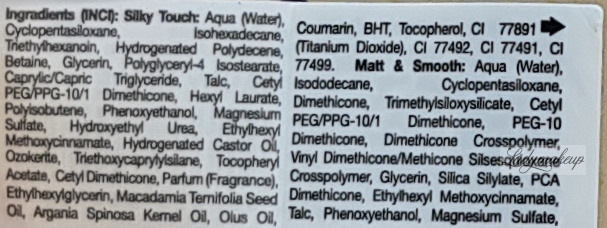 Ingredients (INCI): Silky Touch: Aqua (Water),
Cyclopentasiloxane, Isohexadecane,
Triethylhexanoin, Hydrogenated Polydecene,
Betaine, Glycerin, Polyglyceryl-4 Isostearate,
Caprylic/Capric Triglyceride, Talc, Cetyl
PEG/PPG-10/1 Dimethicone, Hexyl Laurate,
Polyisobutene, Phenoxyethanol, Magnesium
Sulfate, Hydroxyethyl Urea, Ethylhexyl
Methoxycinnamate, Hydrogenated Castor Oil,
Ozokerite, Triethoxycaprylylsilane, Tocopheryl
Acetate, Cetyl Dimethicone, Parfum (Fragrance),
Ethylhexylglycerin, Macadamia Ternifolia Seed
Oil, Argania Spinosa Kernel Oil, Olus Oil,
Coumarin, BHT, Tocopherol, CI 77891
(Titanium Dioxide), CI 77492, CI 77491, CI
77499. Matt & Smooth: Aqua (Water),
Isododecane, Cyclopentasiloxane,
Dimethicone, Trimethylsiloxysilicate, Cetyl
PEG/PPG-10/1 Dimethicone, PEG-10
Dimethicone, Dimethicone Crosspolymer,
Vinyl Dimethicone/Methicone Silsesquioxane
Crosspolymer, Glycerin, Silica Silylate, PCA
Dimethicone, Ethylhexyl Methoxycinnamate,
Talc, Phenoxyethanol, Magnesium Sulfate,